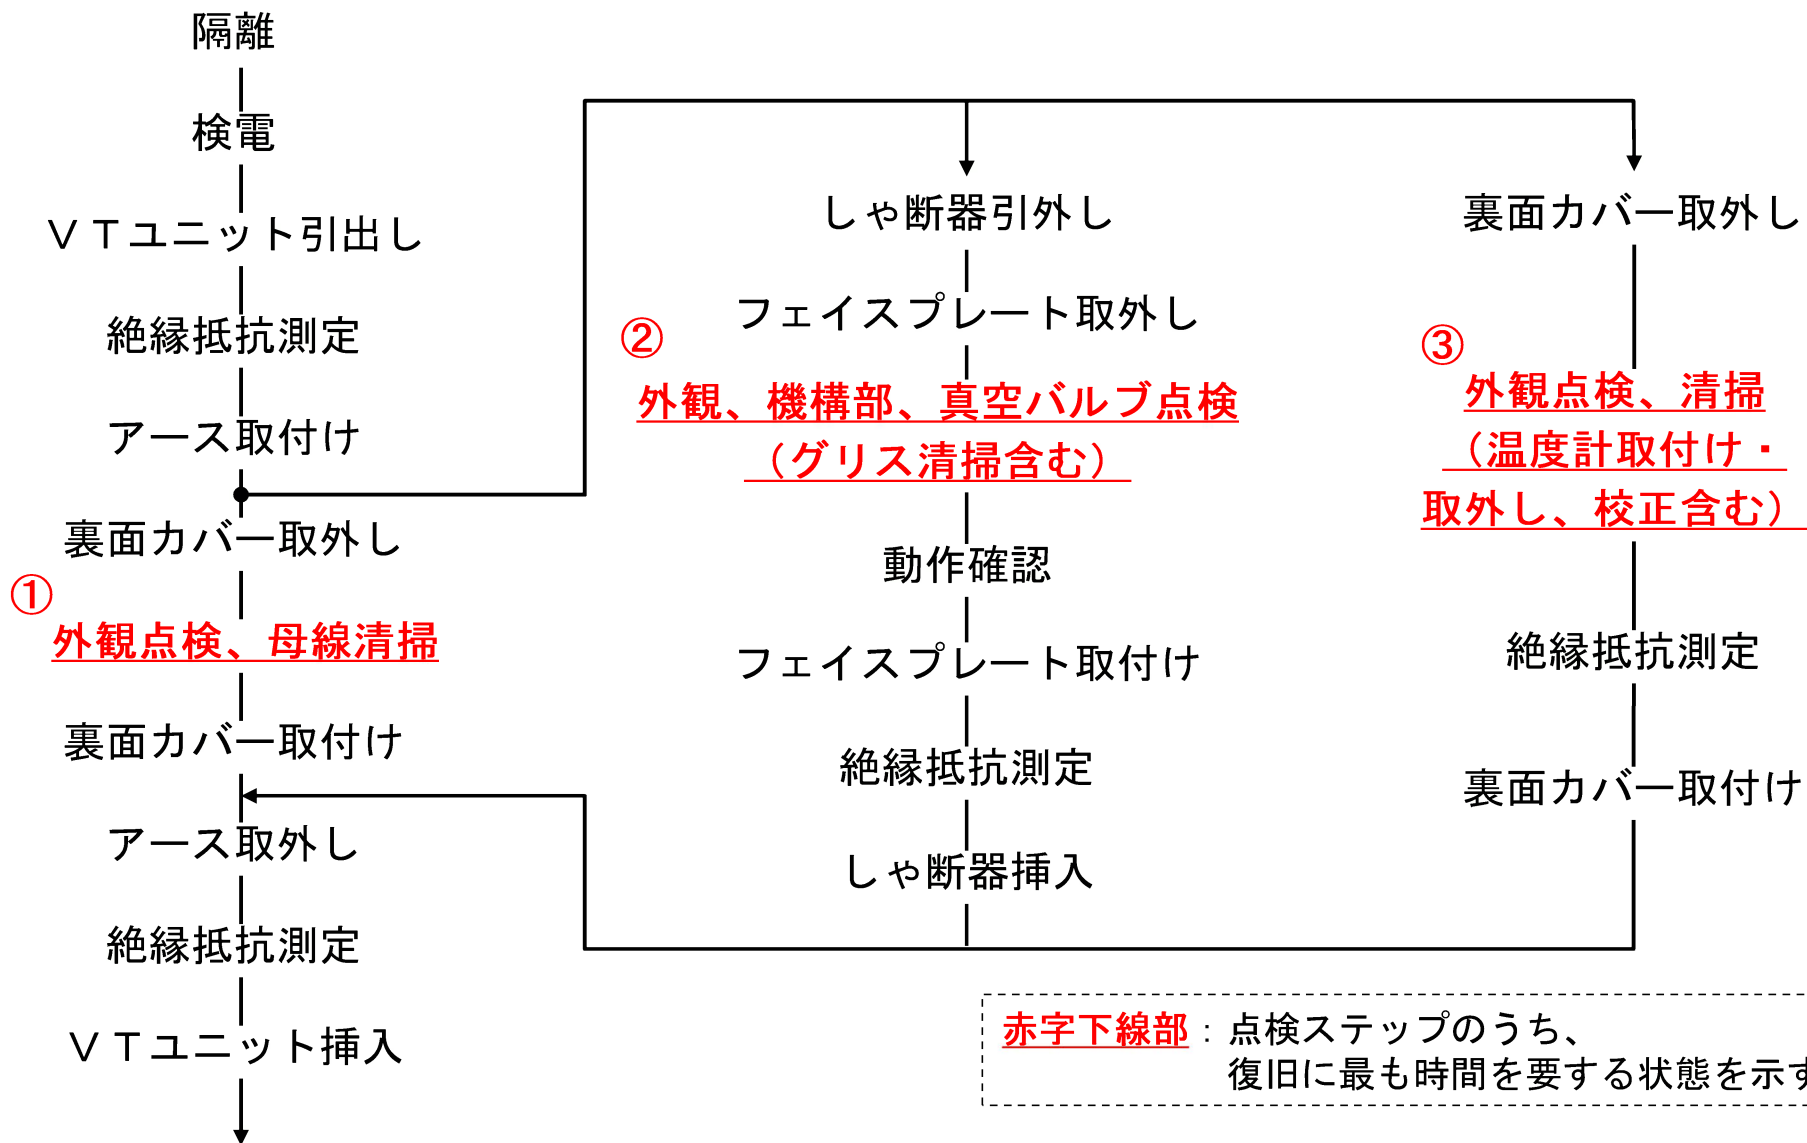 隔離
検電
ＶＴユニット引出し
絶縁抵抗測定
アース取付け
裏面カバー取外し
①
外観点検、母線清掃
裏面カバー取付け
アース取外し
絶縁抵抗測定
ＶＴユニット挿入
しゃ断器引外し
フェイスプレート取外し
②
外観、機構部、真空バルブ点検
（グリス清掃含む）
動作確認
フェイスプレート取付け
絶縁抵抗測定
しゃ断器挿入
裏面カバー取外し
③
外観点検、清掃
（温度計取付け・
取外し、校正含む）
絶縁抵抗測定
裏面カバー取付け
赤字下線部：点検ステップのうち、
復旧に最も時間を要する状態を示す